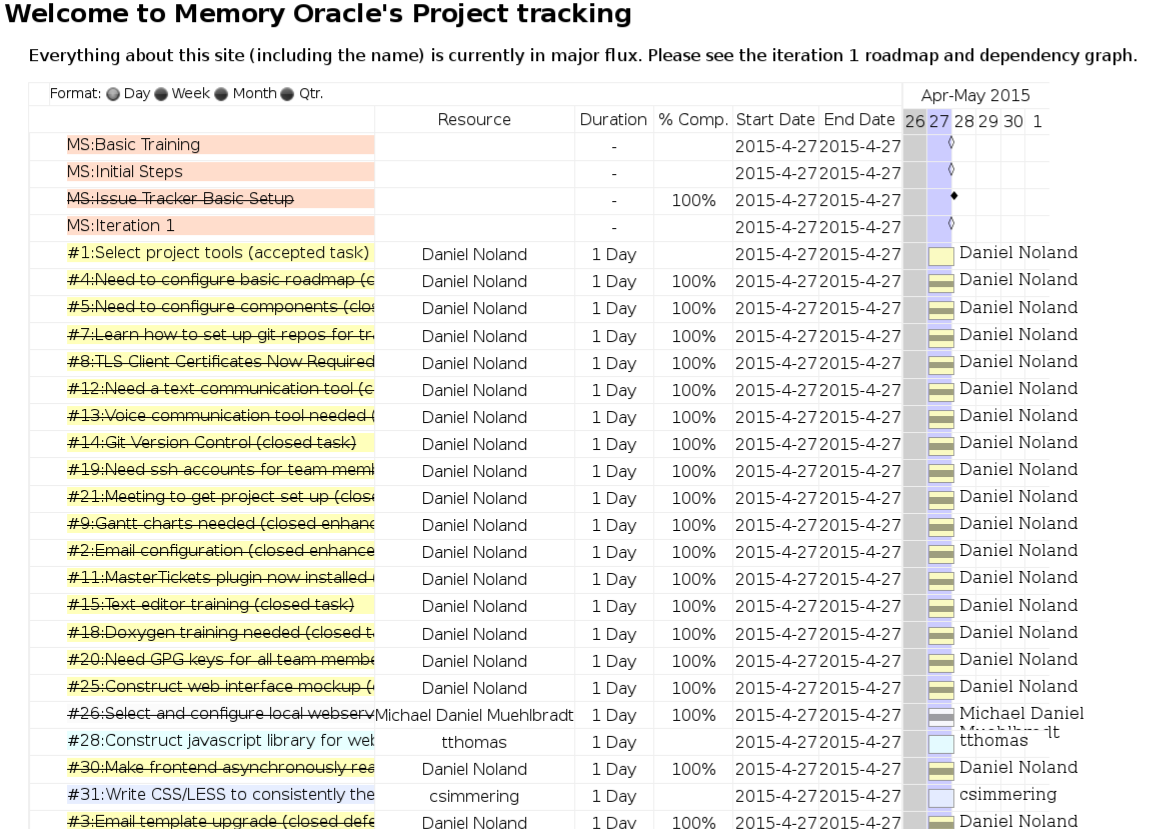 Welcome to Memory Oracle's Project tracking
Everything about this site (including the name) is currently in major flux. Please see the iteration 1 roadmap and dependency graph.
Format: Day Week Month Qtr. Apr-May 2015
Resource Duration % Comp. Start Date End Date 26 27 28 29 30 1
MS:Basic Training - 2015-4-27 2015-4-27
MS:Initial Steps - 2015-4-27 2015-4-27
MS:Issue Tracker Basic Setup - 100% 2015-4-27 2015-4-27
MS:Iteration 1 - 2015-4-27 2015-4-27
#1:Select project tools (accepted task) Daniel Noland 1 Day 2015-4-27 2015-4-27 Daniel Noland
#4:Need to configure basic roadmap (c Daniel Noland 1 Day 100% 2015-4-27 2015-4-27 Daniel Noland
#5:Need to configure components (clos Daniel Noland 1 Day 100% 2015-4-27 2015-4-27 Daniel Noland
#7:Learn how to set up git repos for tr Daniel Noland 1 Day 100% 2015-4-27 2015-4-27 Daniel Noland
#8:TLS Client Certificates Now Required Daniel Noland 1 Day 100% 2015-4-27 2015-4-27 Daniel Noland
#12:Need a text communication tool (c Daniel Noland 1 Day 100% 2015-4-27 2015-4-27 Daniel Noland
#13:Voice communication tool needed ( Daniel Noland 1 Day 100% 2015-4-27 2015-4-27 Daniel Noland
#14:Git Version Control (closed task) Daniel Noland 1 Day 100% 2015-4-27 2015-4-27 Daniel Noland
#19:Need ssh accounts for team memb Daniel Noland 1 Day 100% 2015-4-27 2015-4-27 Daniel Noland
#21:Meeting to get project set up (close Daniel Noland 1 Day 100% 2015-4-27 2015-4-27 Daniel Noland
#9:Gantt charts needed (closed enhanc Daniel Noland 1 Day 100% 2015-4-27 2015-4-27 Daniel Noland
#2:Email configuration (closed enhance Daniel Noland 1 Day 100% 2015-4-27 2015-4-27 Daniel Noland
#11:MasterTickets plugin now installed ( Daniel Noland 1 Day 100% 2015-4-27 2015-4-27 Daniel Noland
#15:Text editor training (closed task) Daniel Noland 1 Day 100% 2015-4-27 2015-4-27 Daniel Noland
#18:Doxygen training needed (closed t Daniel Noland 1 Day 100% 2015-4-27 2015-4-27 Daniel Noland
#20:Need GPG keys for all team membe Daniel Noland 1 Day 100% 2015-4-27 2015-4-27 Daniel Noland
#25:Construct web interface mockup ( Daniel Noland 1 Day 100% 2015-4-27 2015-4-27 Daniel Noland
#26:Select and configure local webserv Michael Daniel Muehlbradt 1 Day 100% 2015-4-27 2015-4-27 Michael Daniel
#28:Construct javascript library for web tthomas 1 Day 2015-4-27 2015-4-27 tthomas
#30:Make frontend asynchronously rea Daniel Noland 1 Day 100% 2015-4-27 2015-4-27 Daniel Noland
#31:Write CSS/LESS to consistently the csimmering 1 Day 2015-4-27 2015-4-27 csimmering
#3:Email template upgrade (closed defe Daniel Noland 1 Day 100% 2015-4-27 2015-4-27 Daniel Noland